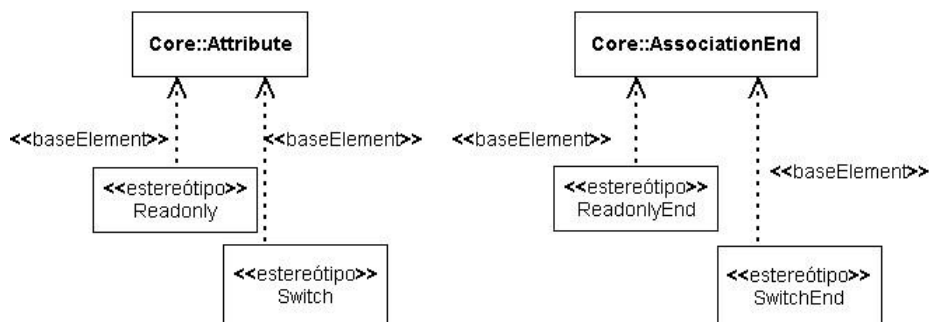 Core::Attribute
<<baseElement>>
<<baseElement>>
<<estereótipo>>
Readonly
<<estereótipo>>
Switch
Core::AssociationEnd
<<baseElement>>
<<baseElement>>
<<estereótipo>>
ReadonlyEnd
<<estereótipo>>
SwitchEnd